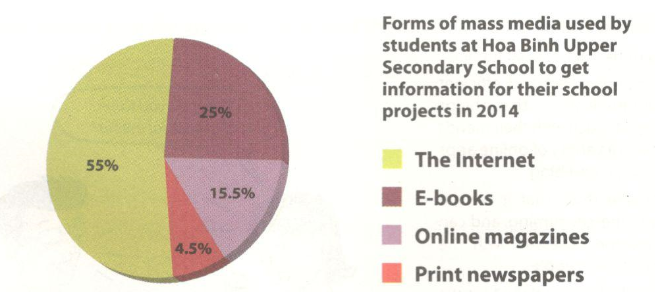 Forms of mass media used by
students at Hoa Binh Upper
Secondary School to get
information for their school
projects in 2014
25%
55%
15.5%
4.5%
The Internet
E-books
Online magazines
Print newspapers